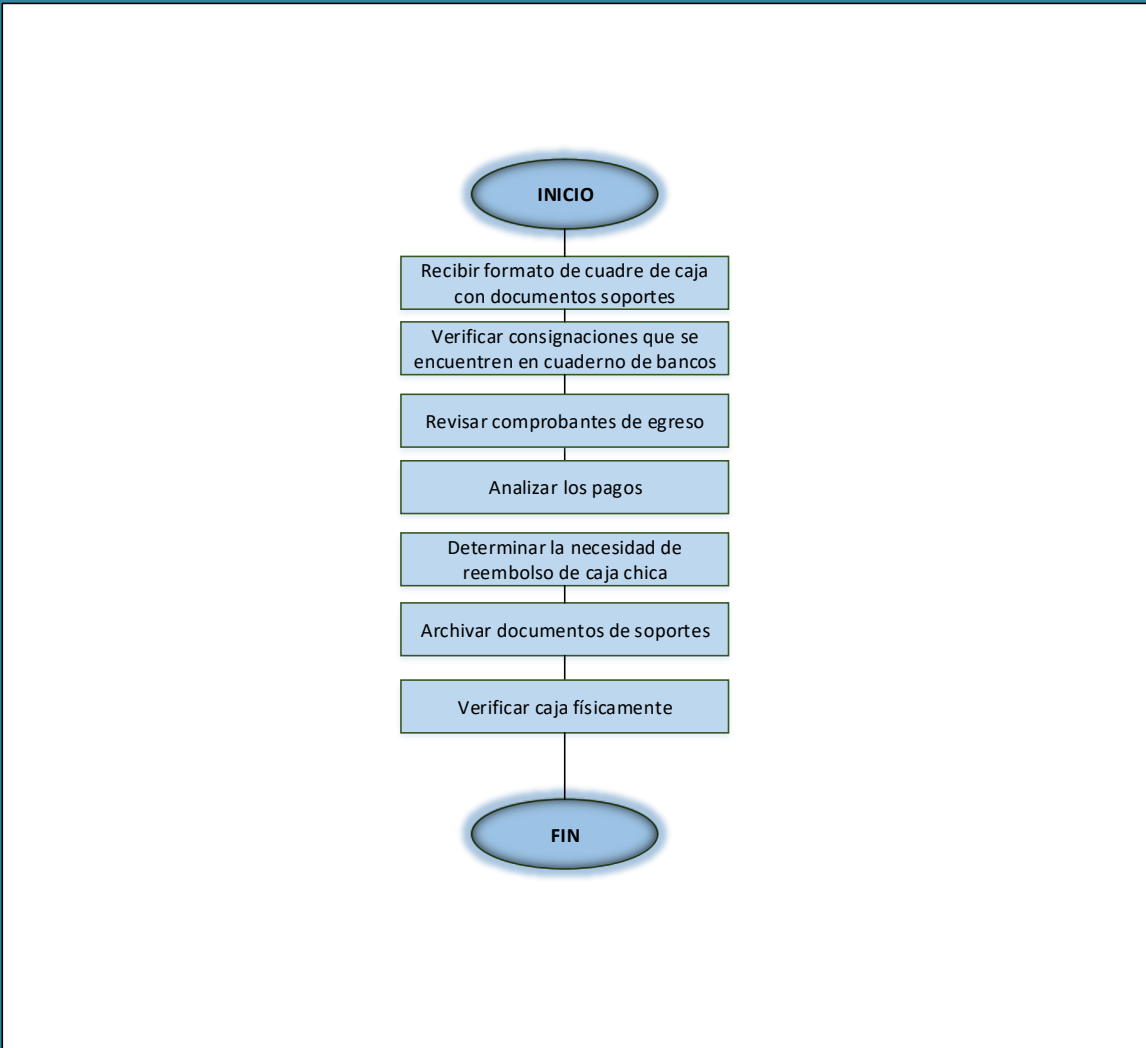 INICIO
Recibir formato de cuadre de caja
con documentos soportes
Verificar consignaciones que se
encuentren en cuaderno de bancos
Revisar comprobantes de egreso
Analizar los pagos
Determinar la necesidad de
reembolso de caja chica
Archivar documentos de soportes
Verificar caja físicamente
FIN